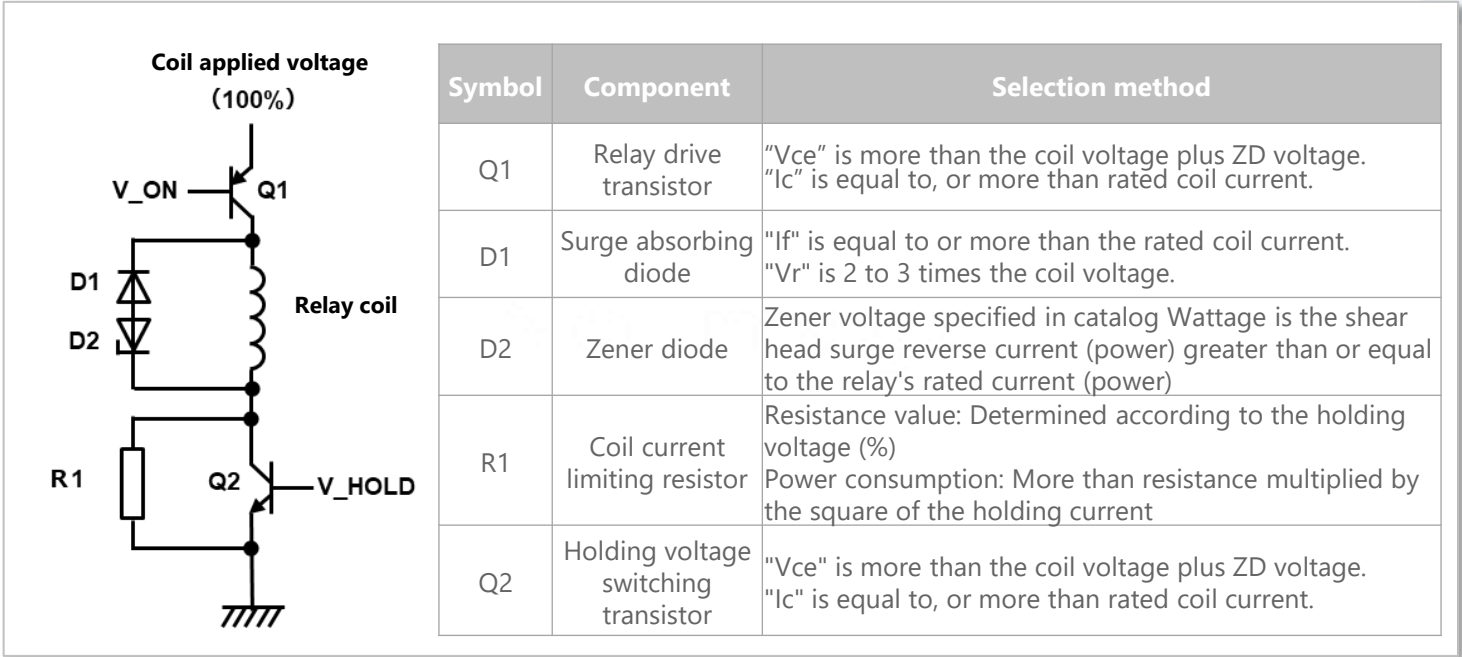 Coil applied voltage
(100%)
V_ON
Q1
D1
D2
Relay coil
R1
Q2
V_HOLD
Symbol Component Selection method
Q1
Relay drive
transistor
“Vce” is more than the coil voltage plus ZD voltage.
“Ic” is equal to, or more than rated coil current.
D1
Surge absorbing
diode
"If" is equal to or more than the rated coil current.
"Vr" is 2 to 3 times the coil voltage.
D2
Zener diode
Zener voltage specified in catalog Wattage is the shear
head surge reverse current (power) greater than or equal
to the relay's rated current (power)
R1
Coil current
limiting resistor
Resistance value: Determined according to the holding
voltage (%)
Power consumption: More than resistance multiplied by
the square of the holding current
Q2
Holding voltage
switching
transistor
"Vce" is more than the coil voltage plus ZD voltage.
"Ic" is equal to, or more than rated coil current.